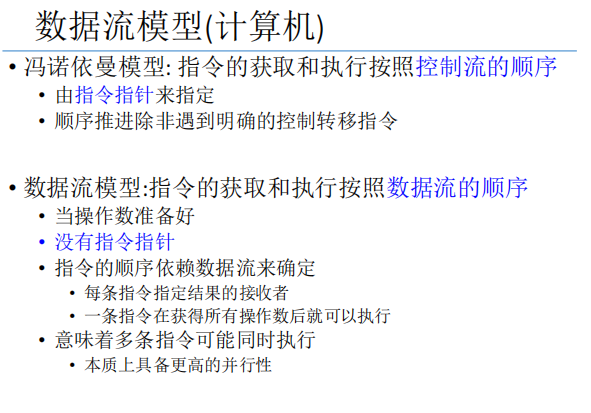 数据流模型(计算机)
• 冯诺依曼模型: 指令的获取和执行按照控制流的顺序
• 由指令指针来指定
• 顺序推进除非遇到明确的控制转移指令
• 数据流模型:指令的获取和执行按照数据流的顺序
• 当操作数准备好
• 没有指令指针
• 指令的顺序依赖数据流来确定
• 每条指令指定结果的接收者
• 一条指令在获得所有操作数后就可以执行
• 意味着多条指令可能同时执行
• 本质上具备更高的并行性